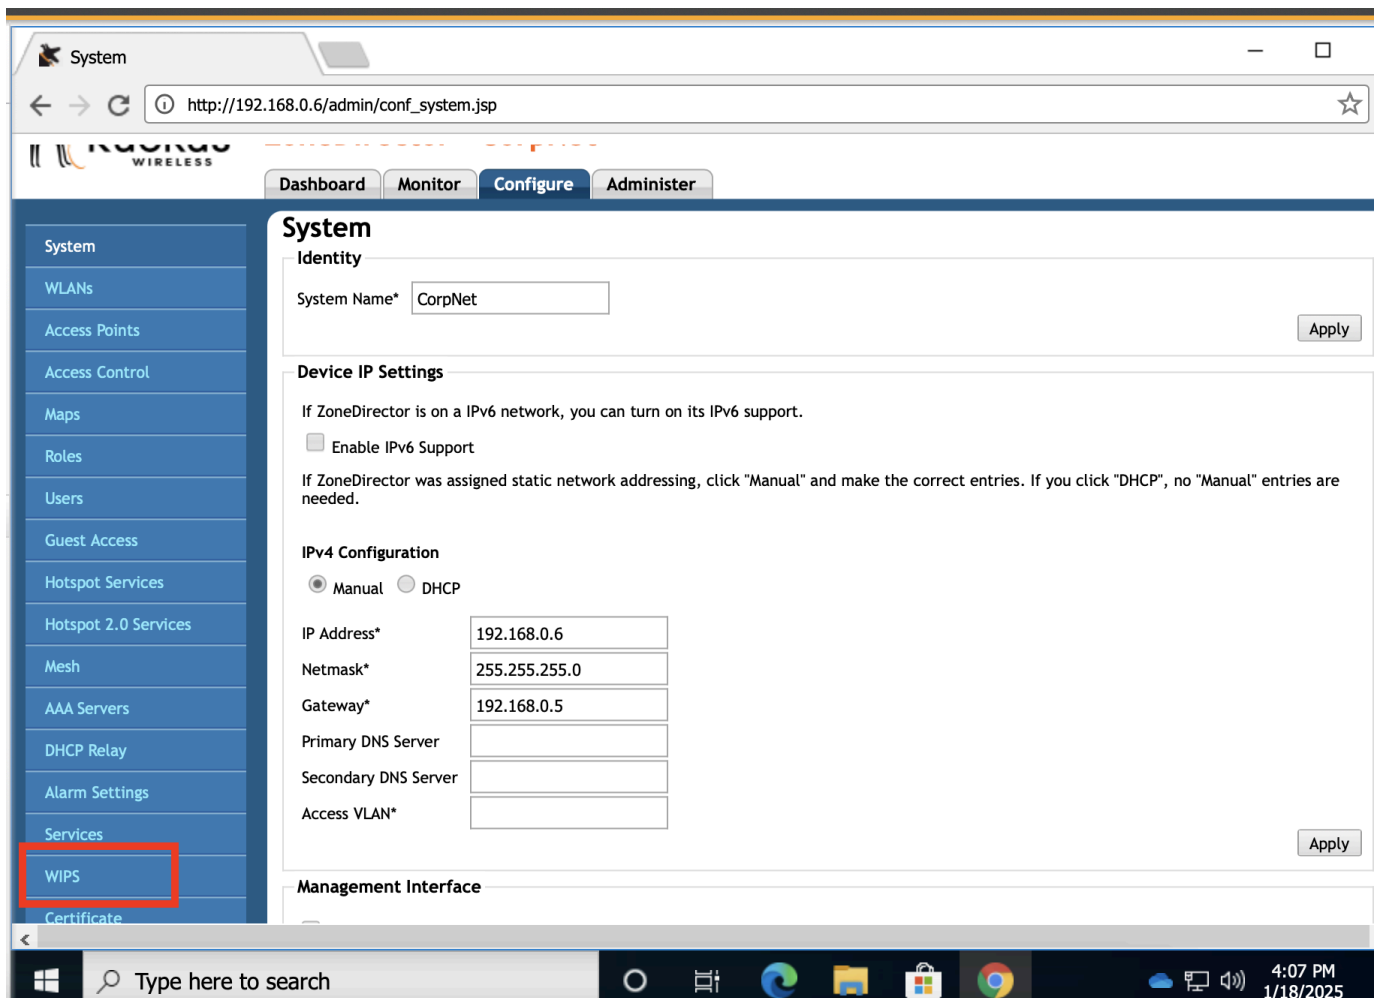 System
http://192.168.0.6/admin/conf_system.jsp
Ruckus
WIRELESS
ZoneDirector - CorpNet
Dashboard Monitor Configure Administer
System
WLANs
Access Points
Access Control
Maps
Roles
Users
Guest Access
Hotspot Services
Hotspot 2.0 Services
Mesh
AAA Servers
DHCP Relay
Alarm Settings
Services
WIPS
Certificate
System
Identity
System Name* CorpNet
Apply
Device IP Settings
If ZoneDirector is on a IPv6 network, you can turn on its IPv6 support.
Enable IPv6 Support
If ZoneDirector was assigned static network addressing, click "Manual" and make the correct entries. If you click "DHCP", no "Manual" entries are
needed.
IPv4 Configuration
Manual DHCP
IP Address* 192.168.0.6
Netmask* 255.255.255.0
Gateway* 192.168.0.5
Primary DNS Server
Secondary DNS Server
Access VLAN*
Apply
Management Interface
Type here to search
4:07 PM
1/18/2025